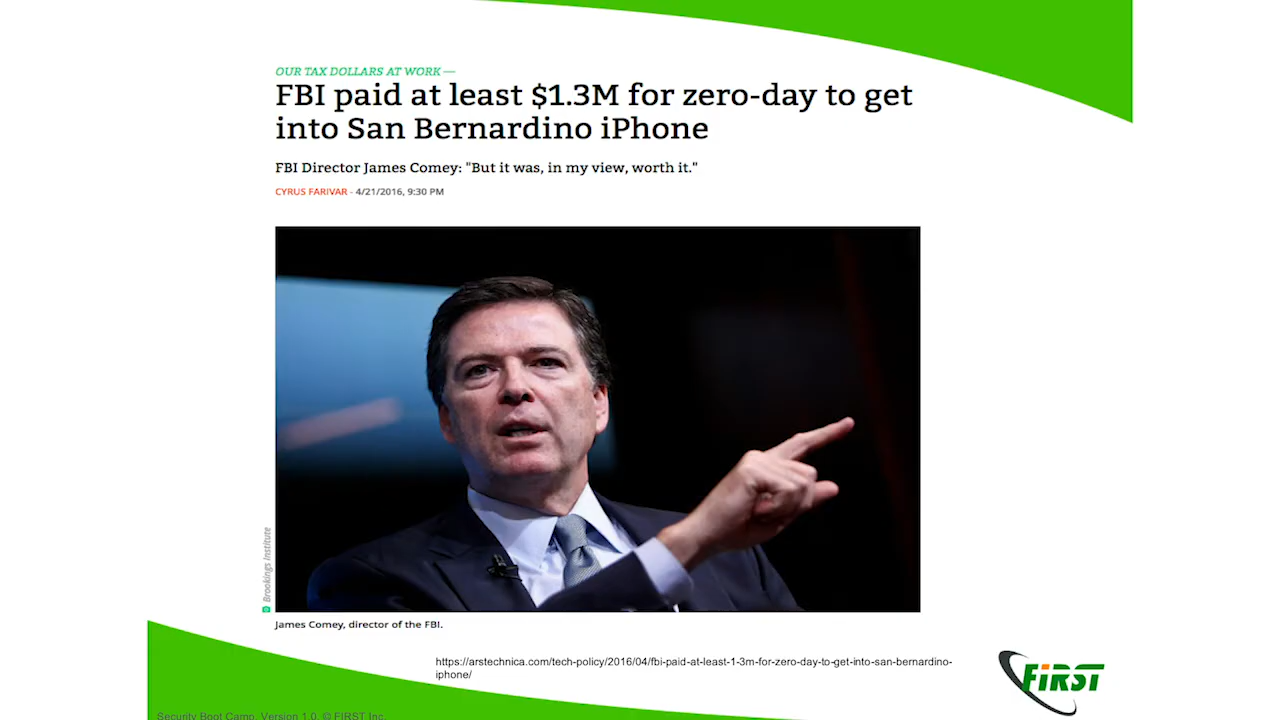 OUR TAX DOLLARS AT WORK —
FBI paid at least $1.3M for zero-day to get
into San Bernardino iPhone
FBI Director James Comey: "But it was, in my view, worth it."
CYRUS FARIVAR - 4/21/2016, 9:30 PM
Brookings Institute
James Comey, director of the FBI.
https://arstechnica.com/tech-policy/2016/04/fbi-paid-at-least-1-3m-for-zero-day-to-get-into-san-bernardino-
iphone/
FiRST
Security Boot Camp, Version 1.0, © FIRST Inc.